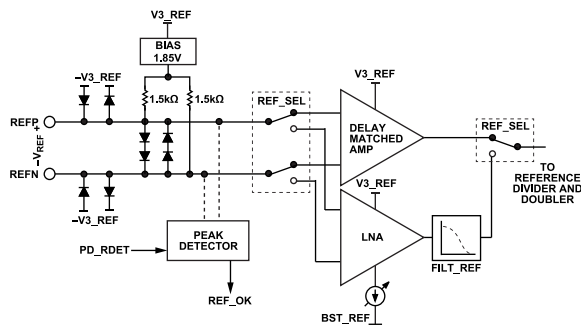 V3_REF
BIAS
1.85V
–V3_REF
1.5kΩ
1.5kΩ
REF_SEL
V3_REF
REFP
+
–VREF
REFN
DELAY
MATCHED
AMP
REF_SEL
TO
REFERENCE
DIVIDER AND
DOUBLER
–V3_REF
V3_REF
LNA
PEAK
DETECTOR
PD_RDET
FILT_REF
REF_OK
BST_REF